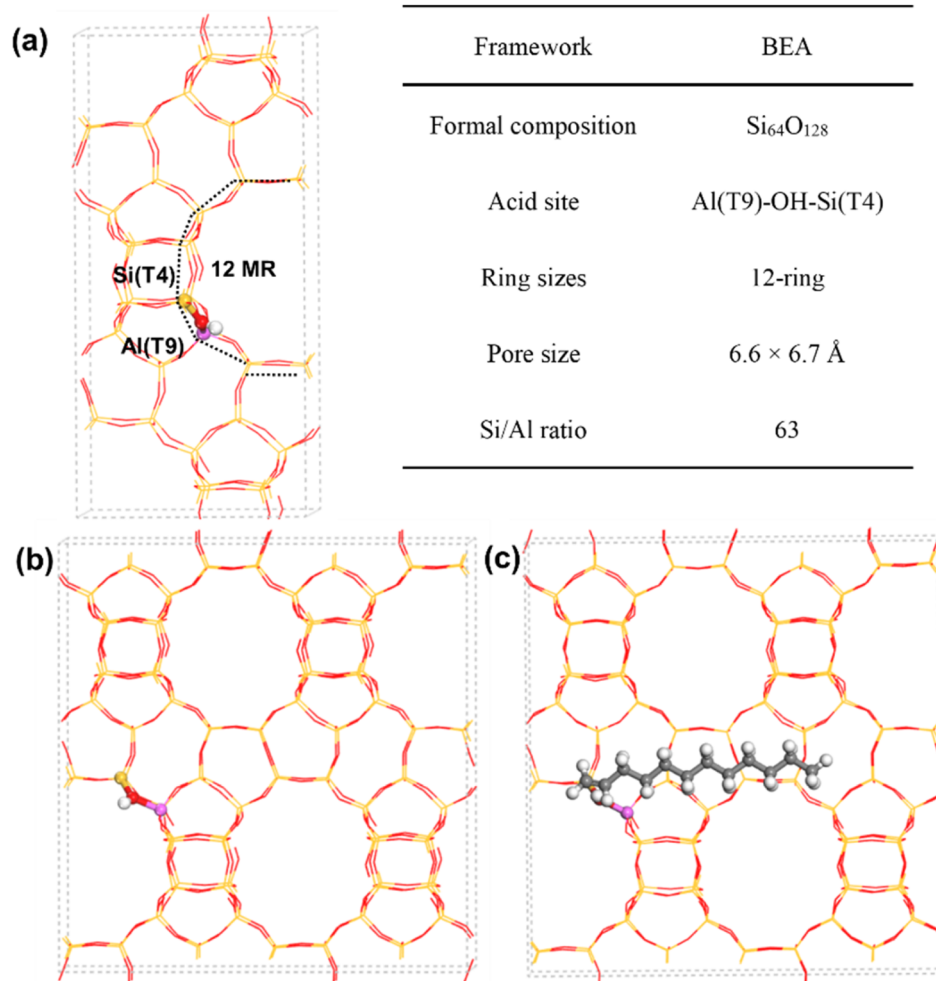 (a)
Si(T4)
12 MR
Al(T9)
Framework BEA
Formal composition Si₆₄O₁₂₈
Acid site Al(T9)-OH-Si(T4)
Ring sizes 12-ring
Pore size 6.6 × 6.7 Å
Si/Al ratio 63
(b)
(c)